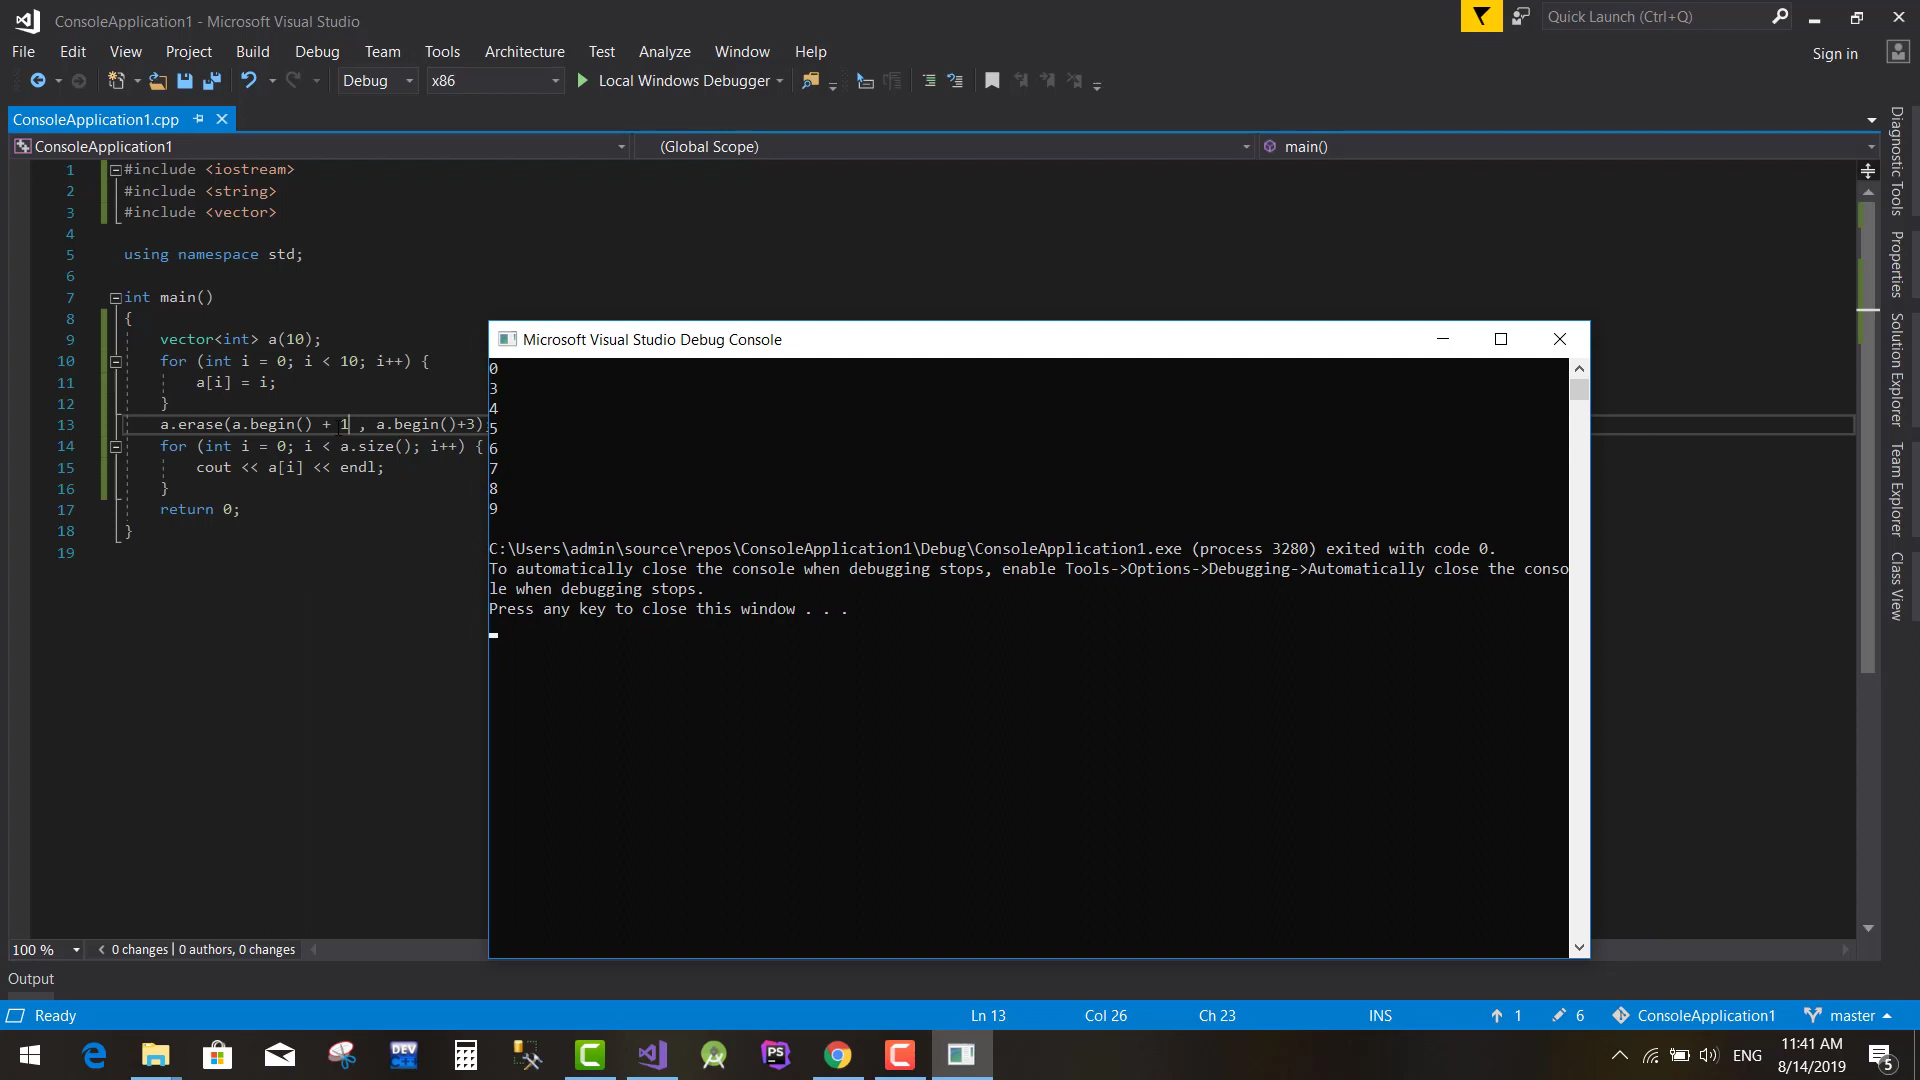 ConsoleApplication1 - Microsoft Visual Studio
Quick Launch (Ctrl+Q)
File Edit View Project Build Debug Team Tools Architecture Test Analyze Window Help
Sign in
Debug x86 Local Windows Debugger
ConsoleApplication1.cpp
ConsoleApplication1 (Global Scope) main()
1 #include <iostream>
2 #include <string>
3 #include <vector>
4
5 using namespace std;
6
7 int main()
8 {
9 vector<int> a(10);
10 for (int i = 0; i < 10; i++) {
11 a[i] = i;
12 }
13 a.erase(a.begin() + 1 , a.begin()+3)
14 for (int i = 0; i < a.size(); i++) {
15 cout << a[i] << endl;
16 }
17 return 0;
18 }
19
Microsoft Visual Studio Debug Console
0
3
4
5
6
7
8
9
C:\Users\admin\source\repos\ConsoleApplication1\Debug\ConsoleApplication1.exe (process 3280) exited with code 0.
To automatically close the console when debugging stops, enable Tools->Options->Debugging->Automatically close the conso
le when debugging stops.
Press any key to close this window . . .
Diagnostic Tools
Properties
Solution Explorer
Team Explorer
Class View
100 % 0 changes | 0 authors, 0 changes
Output
Ready Ln 13 Col 26 Ch 23 INS 1 6 ConsoleApplication1 master
DEV
PS
ENG
11:41 AM
8/14/2019
5